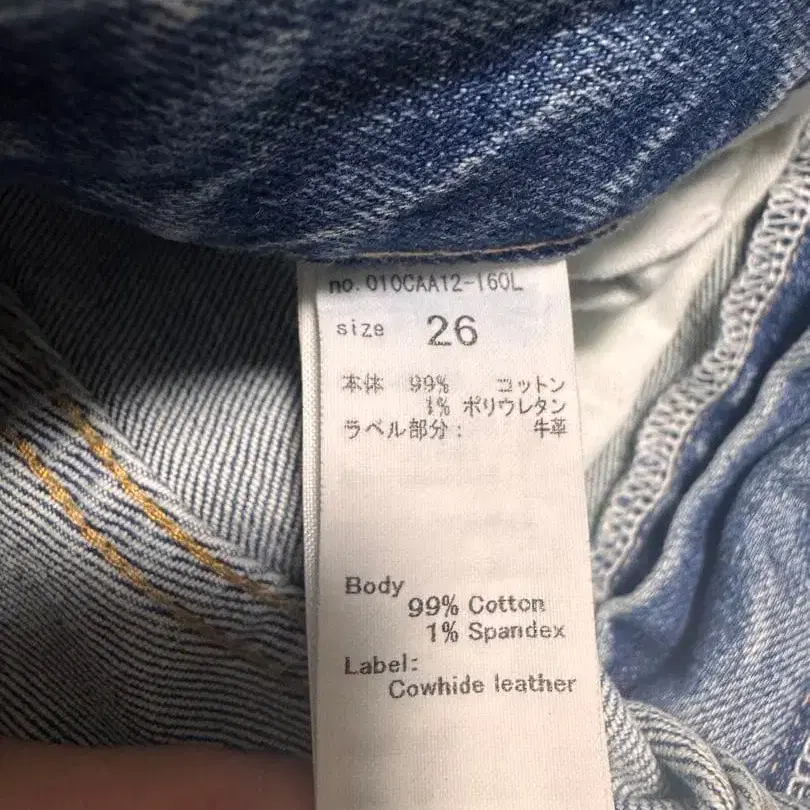 no. 010CAA12-160L
size 26
本体 99% コットン
1% ポリウレタン
ラベル部分: 牛革
Body
99% Cotton
1% Spandex
Label:
Cowhide leather